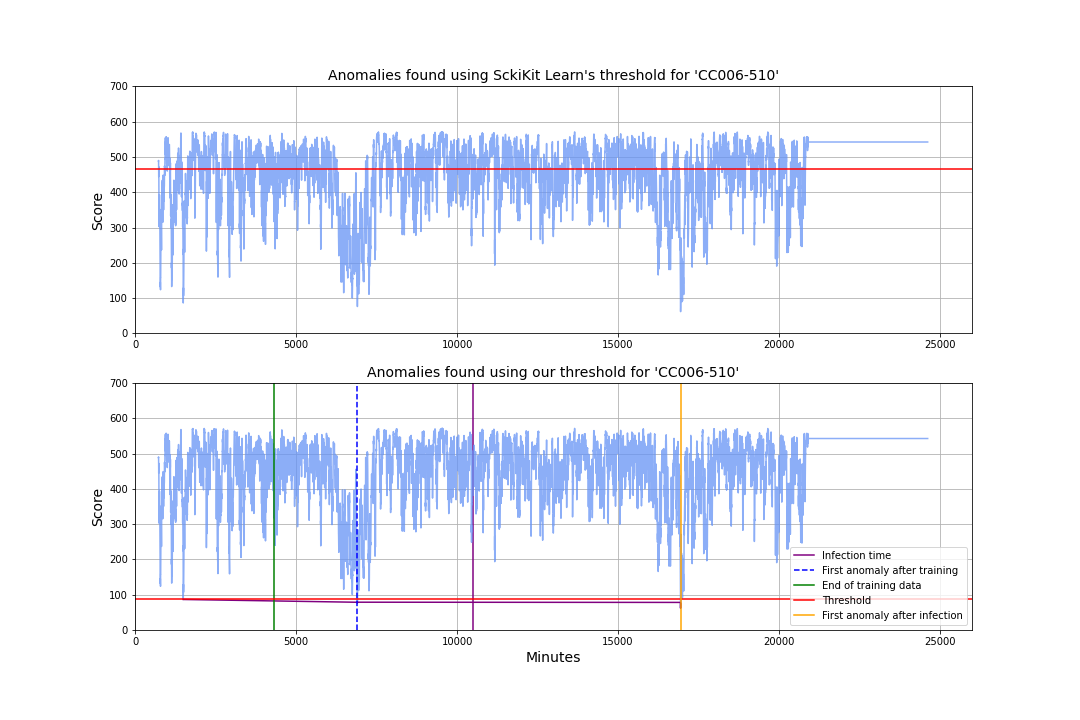 Anomalies found using SckiKit Learn's threshold for 'CC006-510'
700
600
500
400
300
200
100
0
Score
0 5000 10000 15000 20000 25000
Anomalies found using our threshold for 'CC006-510'
700
600
500
400
300
200
100
0
Score
Infection time
First anomaly after training
End of training data
Threshold
First anomaly after infection
0 5000 10000 15000 20000 25000
Minutes